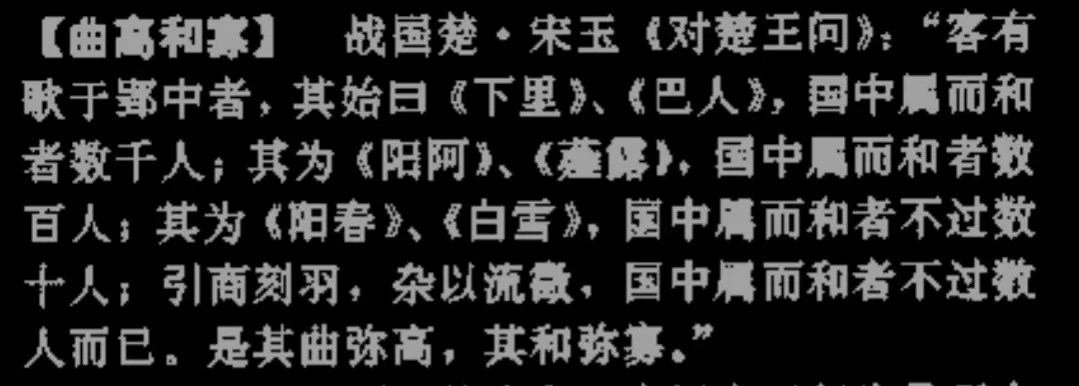 【曲高和寡】 战国楚·宋玉《对楚王问》：“客有
歌于郢中者，其始曰《下里》、《巴人》，国中属而和
者数千人；其为《阳阿》、《薤露》，国中属而和者数
百人；其为《阳春》、《白雪》，国中属而和者不过数
十人；引商刻羽，杂以流徵，国中属而和者不过数
人而已。是其曲弥高，其和弥寡。”